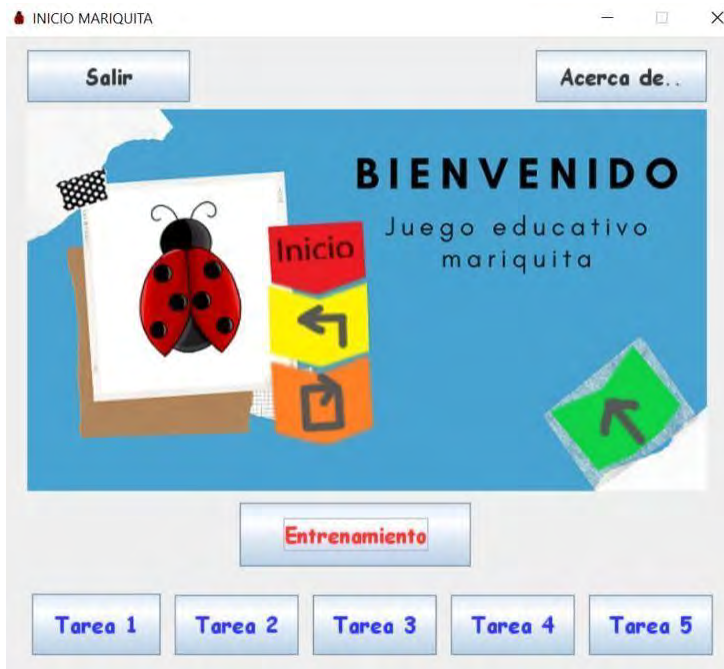 INICIO MARIQUITA
Salir
Acerca de..
BIENVENIDO
Juego educativo
mariquita
Inicio
Entrenamiento
Tarea 1
Tarea 2
Tarea 3
Tarea 4
Tarea 5